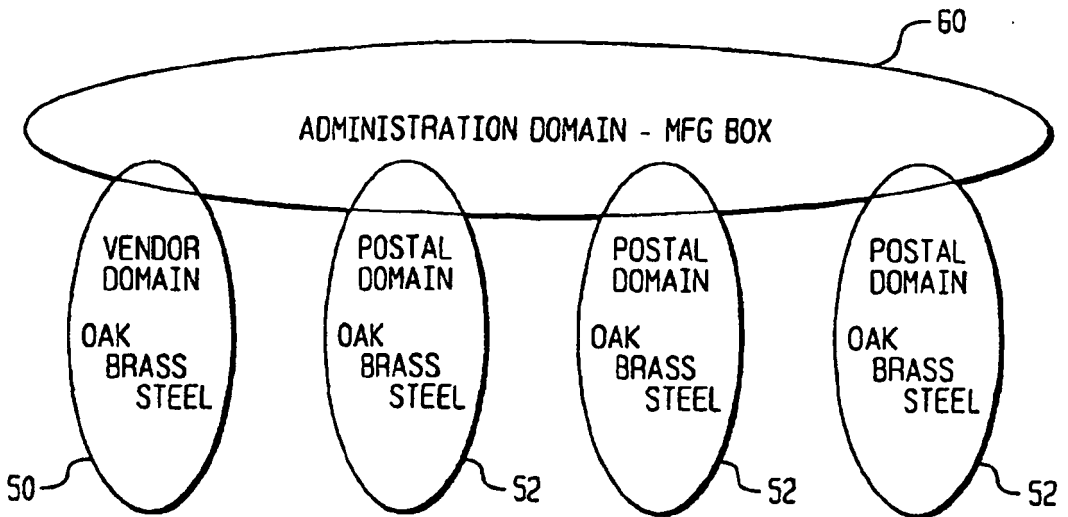 60
ADMINISTRATION DOMAIN - MFG BOX
VENDOR
DOMAIN
OAK
BRASS
STEEL
50
POSTAL
DOMAIN
OAK
BRASS
STEEL
52
POSTAL
DOMAIN
OAK
BRASS
STEEL
52
POSTAL
DOMAIN
OAK
BRASS
STEEL
52